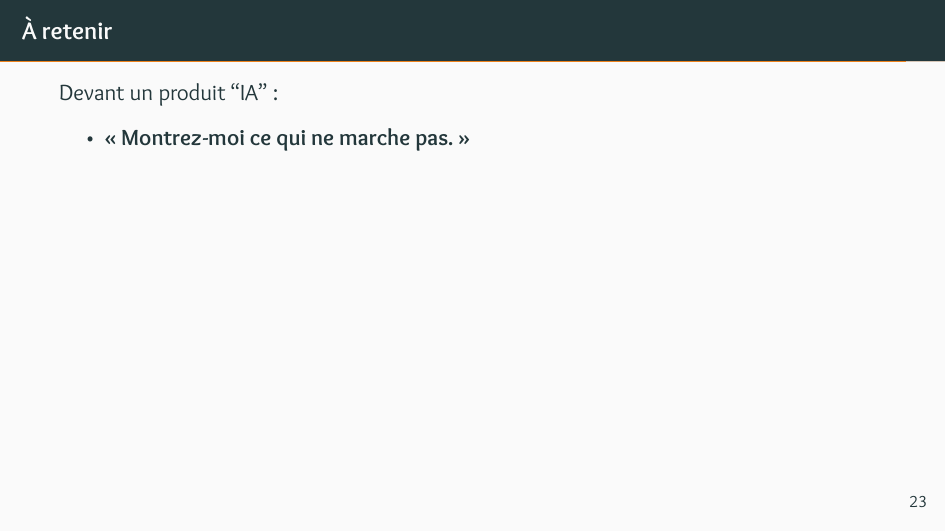 À retenir
Devant un produit “IA” :
• « Montrez-moi ce qui ne marche pas. »
23